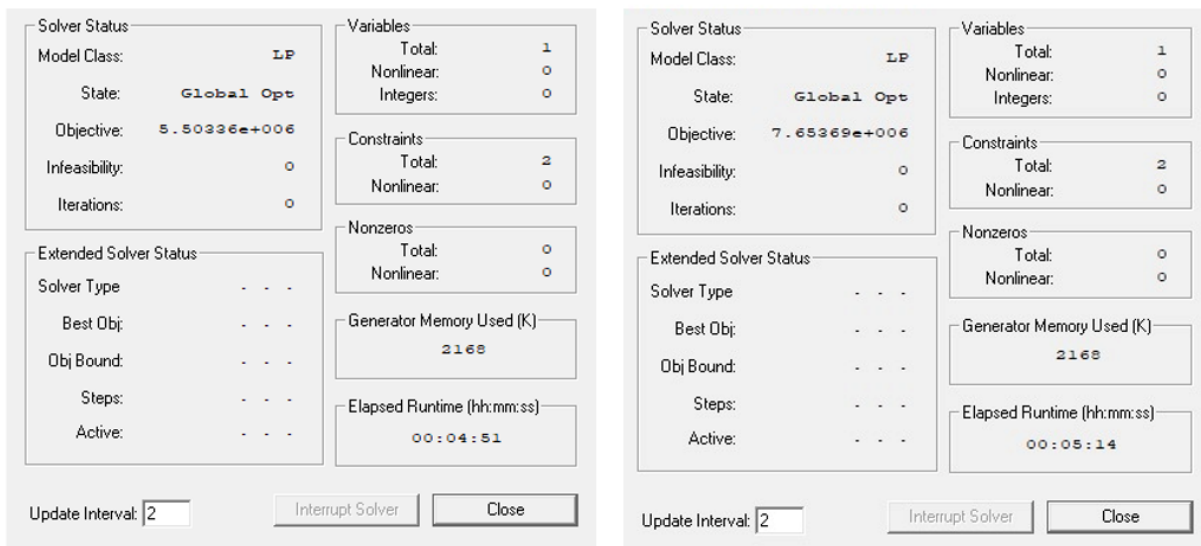 Solver Status
Model Class: LP
State: Global Opt
Objective: 5.50336e+006
Infeasibility: 0
Iterations: 0
Extended Solver Status
Solver Type - - -
Best Obj: - - -
Obj Bound: - - -
Steps: - - -
Active: - - -
Variables
Total: 1
Nonlinear: 0
Integers: 0
Constraints
Total: 2
Nonlinear: 0
Nonzeros
Total: 0
Nonlinear: 0
Generator Memory Used (K)
2168
Elapsed Runtime (hh:mm:ss)
00:04:51
Update Interval: 2
Interrupt Solver
Close
Solver Status
Model Class: LP
State: Global Opt
Objective: 7.65369e+006
Infeasibility: 0
Iterations: 0
Extended Solver Status
Solver Type - - -
Best Obj: - - -
Obj Bound: - - -
Steps: - - -
Active: - - -
Variables
Total: 1
Nonlinear: 0
Integers: 0
Constraints
Total: 2
Nonlinear: 0
Nonzeros
Total: 0
Nonlinear: 0
Generator Memory Used (K)
2168
Elapsed Runtime (hh:mm:ss)
00:05:14
Update Interval: 2
Interrupt Solver
Close